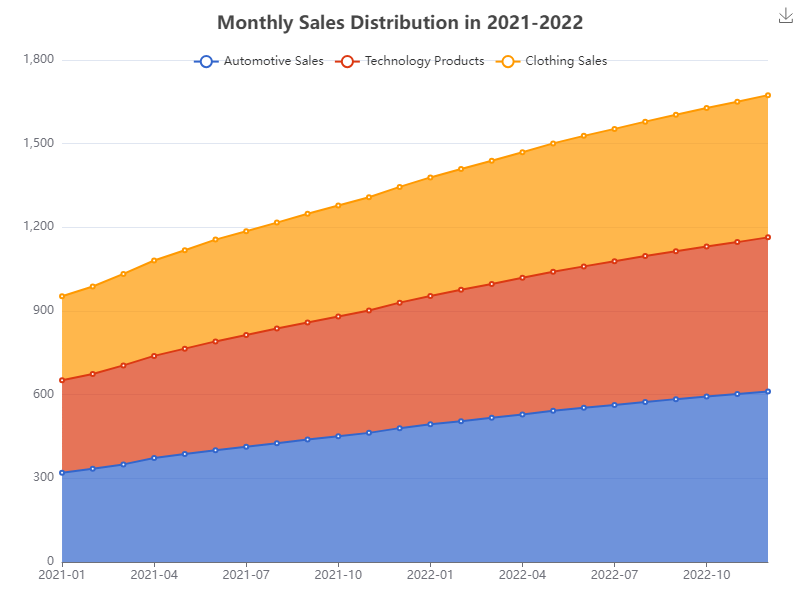 Monthly Sales Distribution in 2021-2022
Automotive Sales Technology Products Clothing Sales
1,800
1,500
1,200
900
600
300
0
2021-01 2021-04 2021-07 2021-10 2022-01 2022-04 2022-07 2022-10